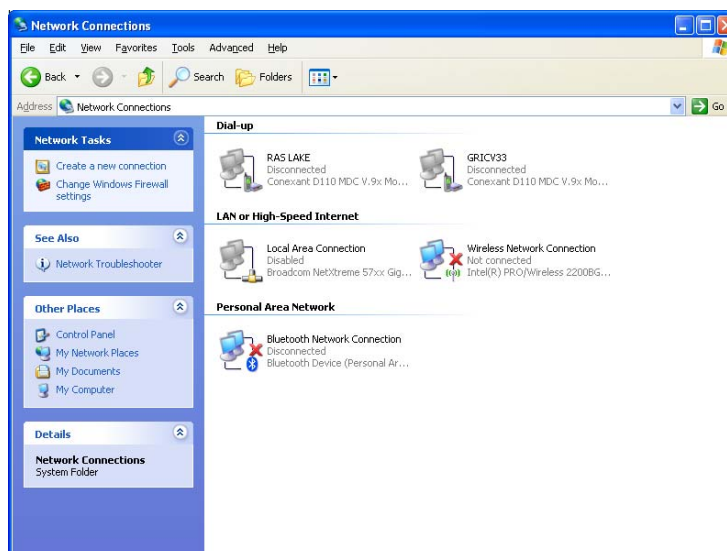 Network Connections
File Edit View Favorites Tools Advanced Help
Back Search Folders
Address Network Connections Go
Network Tasks
Create a new connection
Change Windows Firewall
settings
See Also
Network Troubleshooter
Other Places
Control Panel
My Network Places
My Documents
My Computer
Details
Network Connections
System Folder
Dial-up
RAS LAKE
Disconnected
Conexant D110 MDC V.9x Mo...
GRICV33
Disconnected
Conexant D110 MDC V.9x Mo...
LAN or High-Speed Internet
Local Area Connection
Disabled
Broadcom NetXtreme 57xx Gig...
Wireless Network Connection
Not connected
Intel(R) PRO/Wireless 2200BG...
Personal Area Network
Bluetooth Network Connection
Disconnected
Bluetooth Device (Personal Ar...